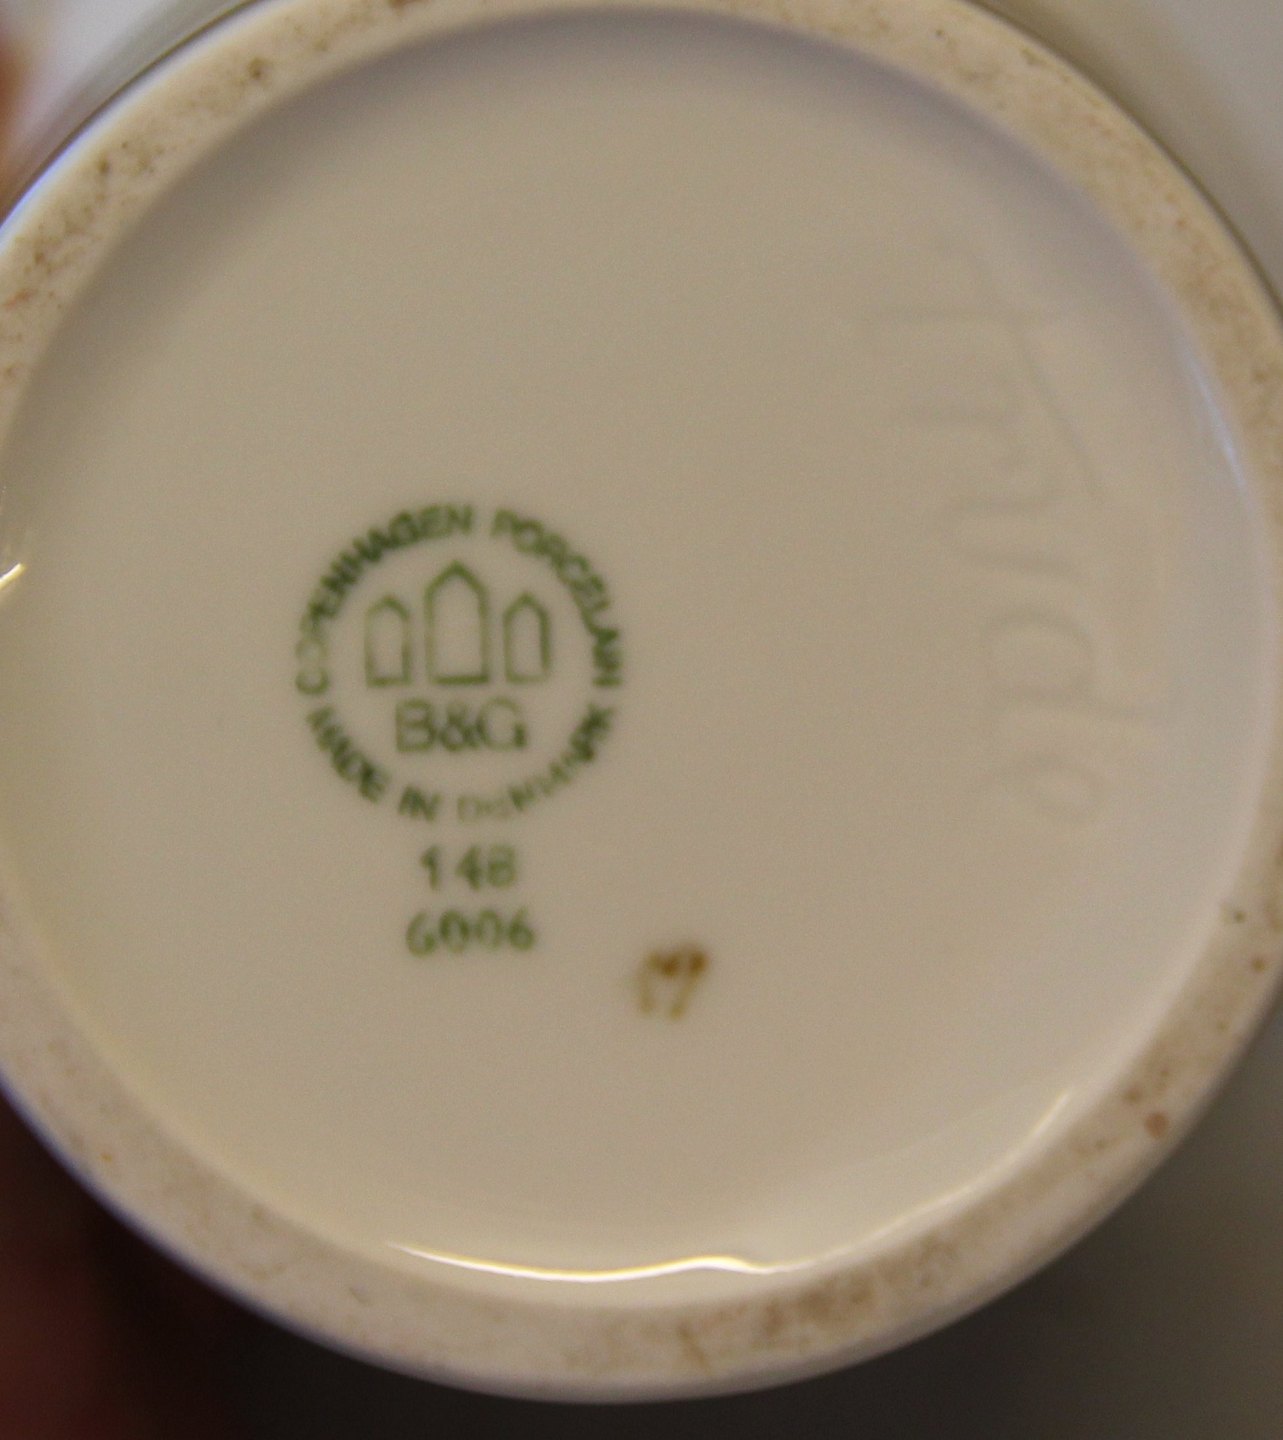 COPENHAGEN PORCELAIN
B&G
MADE IN DENMARK
148
6006